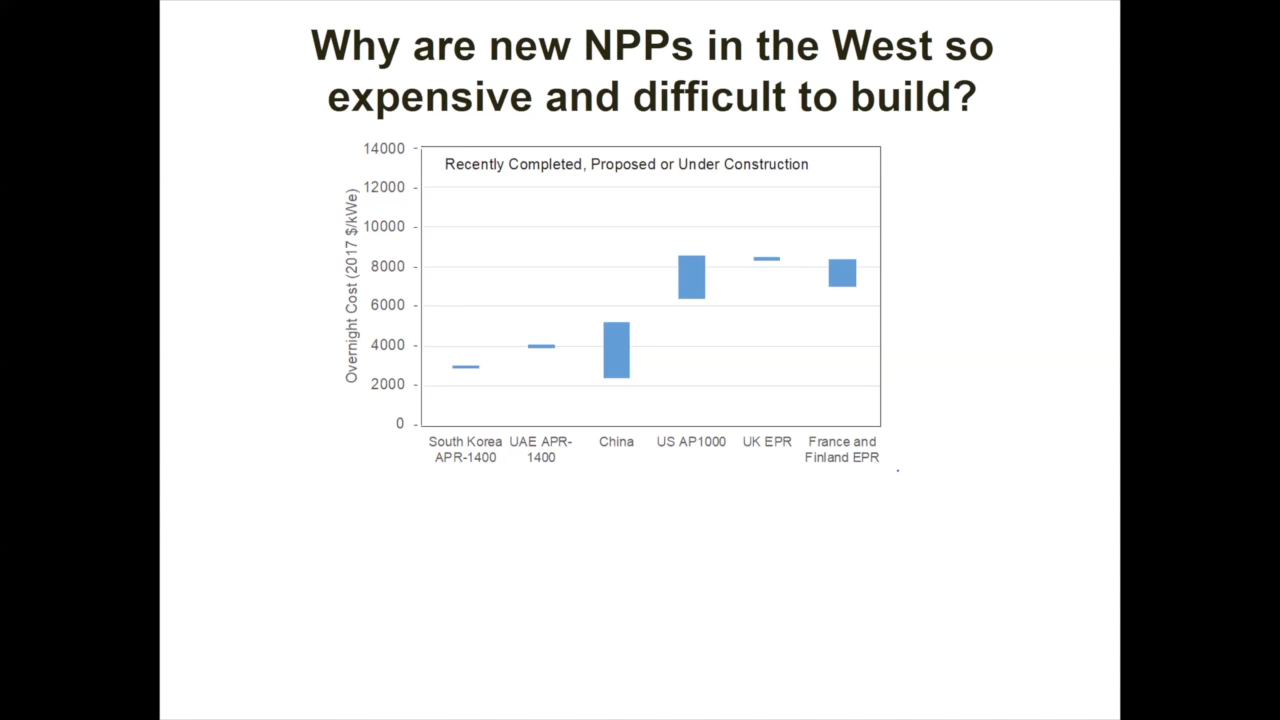 Why are new NPPs in the West so
expensive and difficult to build?
Recently Completed, Proposed or Under Construction
Overnight Cost (2017 $/kWe)
14000
12000
10000
8000
6000
4000
2000
0
South Korea APR-1400
UAE APR-1400
China
US AP1000
UK EPR
France and Finland EPR